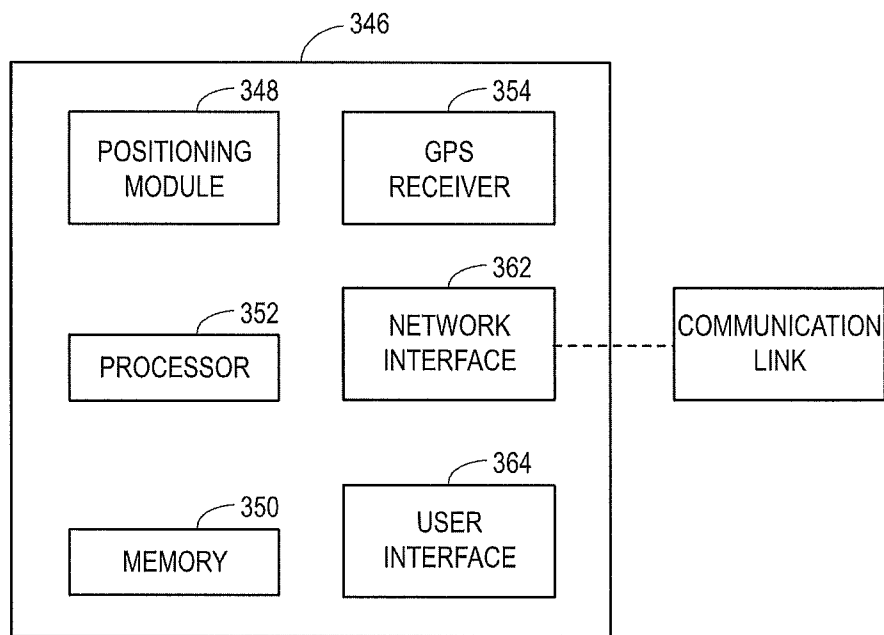 346
348
POSITIONING
MODULE
354
GPS
RECEIVER
352
PROCESSOR
362
NETWORK
INTERFACE
COMMUNICATION
LINK
350
MEMORY
364
USER
INTERFACE